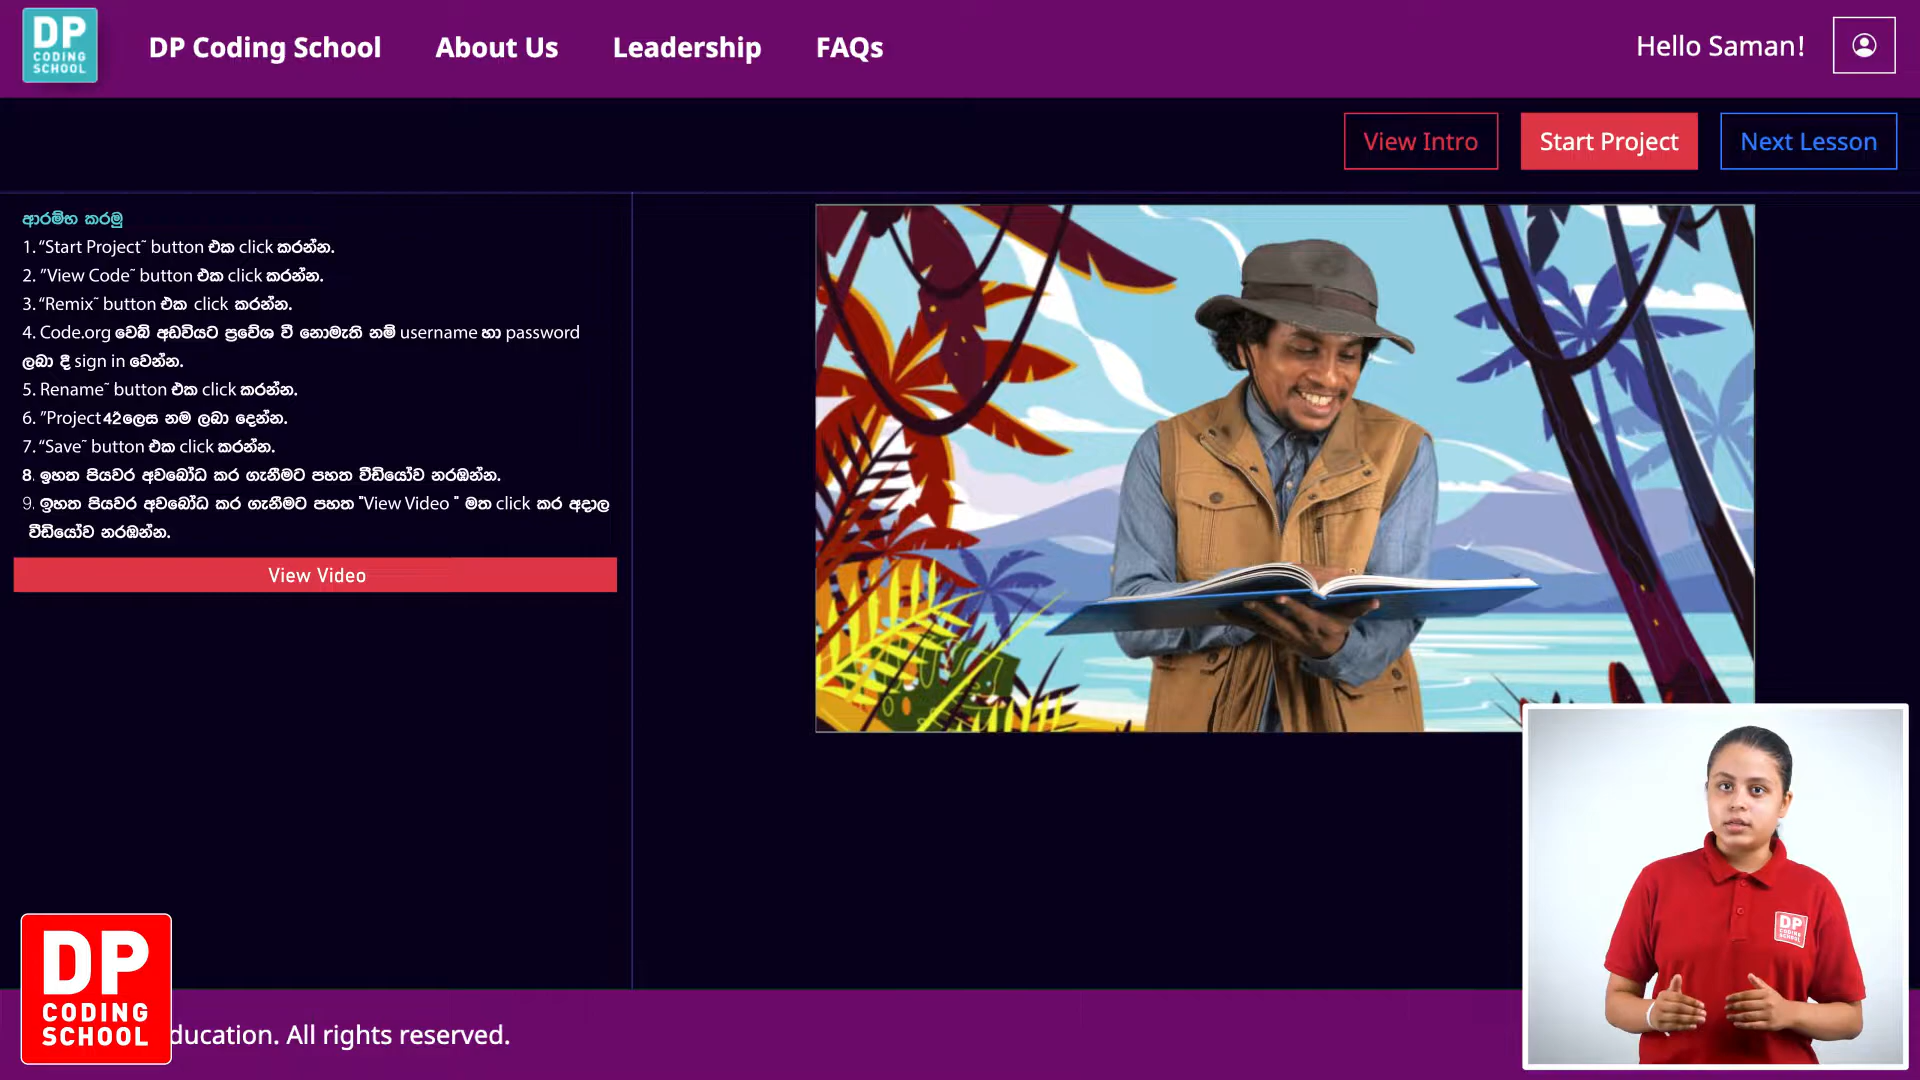 DP
CODING
SCHOOL
DP Coding School
About Us
Leadership
FAQs
Hello Saman!
View Intro
Start Project
Next Lesson
ආරම්භ කරමු
1. "Start Project" button එක click කරන්න.
2. "View Code" button එක click කරන්න.
3. "Remix" button එක click කරන්න.
4. Code.org වෙබ් අඩවියට ප්‍රවේශ වී නොමැති නම් username හා password
ලබා දී sign in වෙන්න.
5. Rename" button එක click කරන්න.
6. "Project 42ලෙස නම ලබා දෙන්න.
7. "Save" button එක click කරන්න.
8. ඉහත පියවර අවබෝධ කර ගැනීමට පහත වීඩියෝව නරඹන්න.
9. ඉහත පියවර අවබෝධ කර ගැනීමට පහත "View Video " මත click කර අදාල
වීඩියෝව නරඹන්න.
View Video
DP
CODING
SCHOOL
DP
CODING
SCHOOL
ducation. All rights reserved.